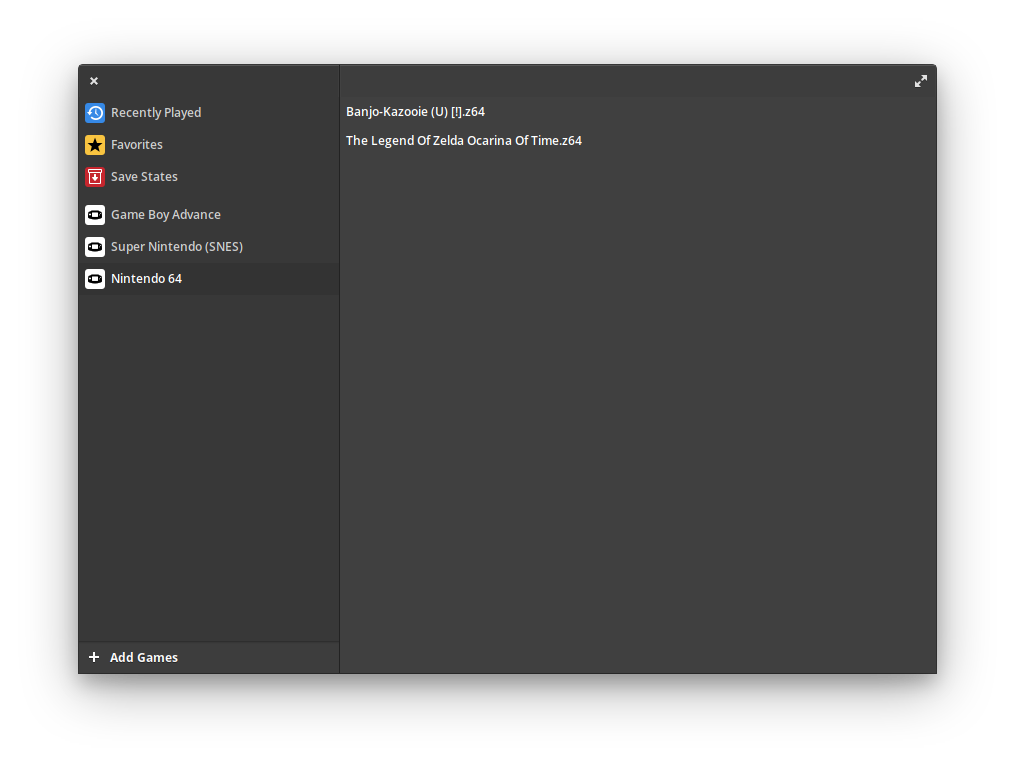 Recently Played
Favorites
Save States
Game Boy Advance
Super Nintendo (SNES)
Nintendo 64
Add Games
Banjo-Kazooie (U) [!].z64
The Legend Of Zelda Ocarina Of Time.z64